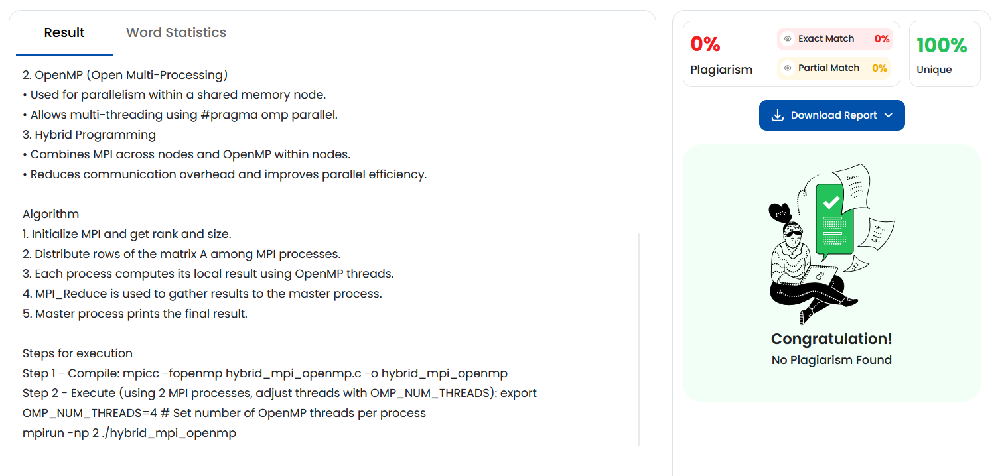 Result
Word Statistics
2. OpenMP (Open Multi-Processing)
• Used for parallelism within a shared memory node.
• Allows multi-threading using #pragma omp parallel.
3. Hybrid Programming
• Combines MPI across nodes and OpenMP within nodes.
• Reduces communication overhead and improves parallel efficiency.
Algorithm
1. Initialize MPI and get rank and size.
2. Distribute rows of the matrix A among MPI processes.
3. Each process computes its local result using OpenMP threads.
4. MPI_Reduce is used to gather results to the master process.
5. Master process prints the final result.
Steps for execution
Step 1 - Compile: mpicc -fopenmp hybrid_mpi_openmp.c -o hybrid_mpi_openmp
Step 2 - Execute (using 2 MPI processes, adjust threads with OMP_NUM_THREADS): export
OMP_NUM_THREADS=4 # Set number of OpenMP threads per process
mpirun -np 2 ./hybrid_mpi_openmp
0%
Plagiarism
Exact Match 0%
Partial Match 0%
100%
Unique
Download Report
Congratulation!
No Plagiarism Found